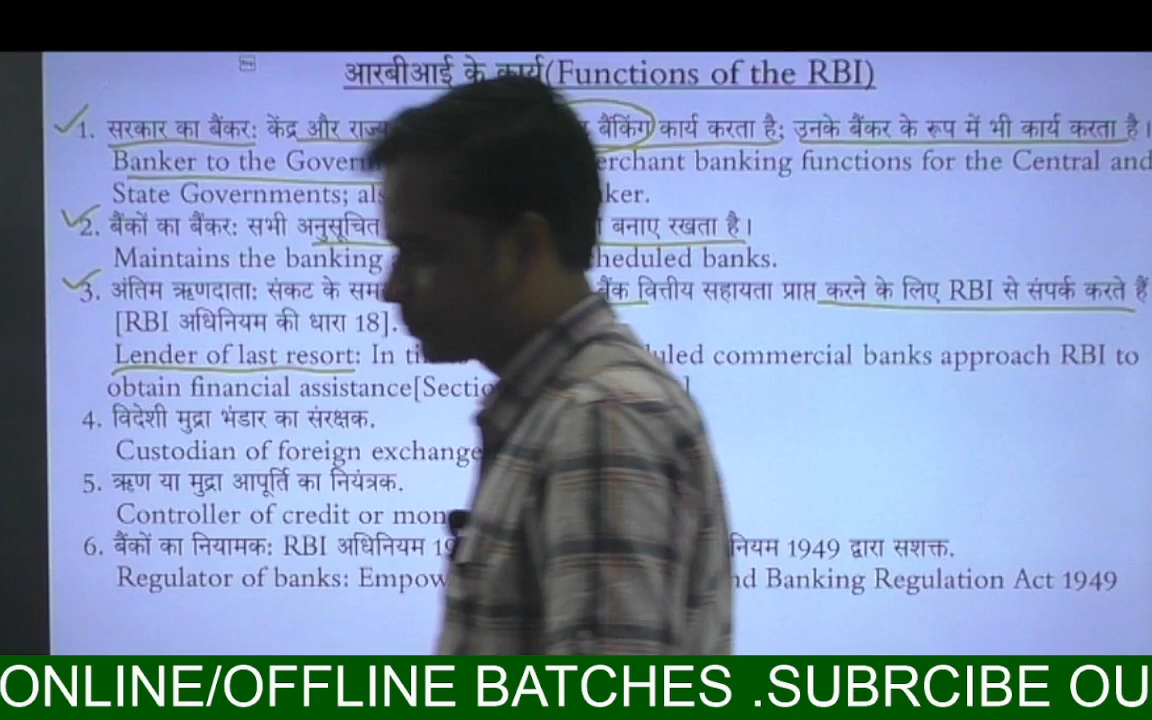 आरबीआई के कार्य(Functions of the RBI)
1. सरकार का बैंकर: केंद्र और राज्य बैंकिंग कार्य करता है; उनके बैंकर के रूप में भी कार्य करता है।
Banker to the Govern erchant banking functions for the Central and
State Governments; als ker.
2. बैंकों का बैंकर: सभी अनुसूचित बनाए रखता है।
Maintains the banking heduled banks.
3. अंतिम ऋणदाता: संकट के सम बैंक वित्तीय सहायता प्राप्त करने के लिए RBI से संपर्क करते हैं
[RBI अधिनियम की धारा 18].
Lender of last resort: In ti uled commercial banks approach RBI to
obtain financial assistance[Sectio ]
4. विदेशी मुद्रा भंडार का संरक्षक.
Custodian of foreign exchange
5. ऋण या मुद्रा आपूर्ति का नियंत्रक.
Controller of credit or mon
6. बैंकों का नियामक: RBI अधिनियम 19 नियम 1949 द्वारा सशक्त.
Regulator of banks: Empow nd Banking Regulation Act 1949
ONLINE/OFFLINE BATCHES .SUBRCIBE OU